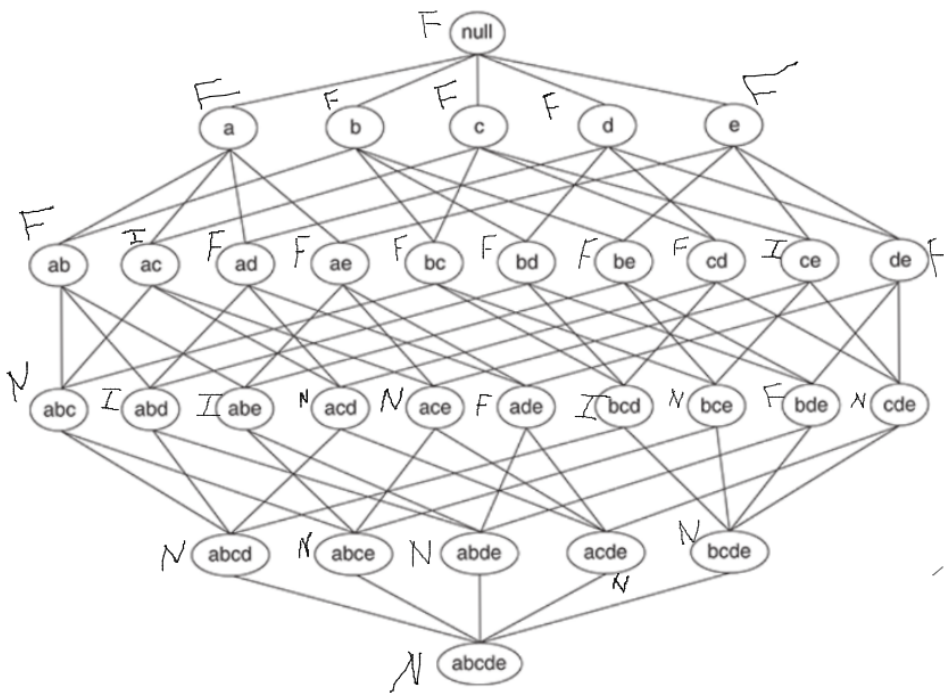 F null
F a F b F c F d F e
F ab I ac F ad F ae F bc F bd F be F cd I ce de F
N abc I abd I abe N acd N ace F ade I bcd N bce F bde N cde
N abcd N abce N abde acde N bcde
N
N abcde